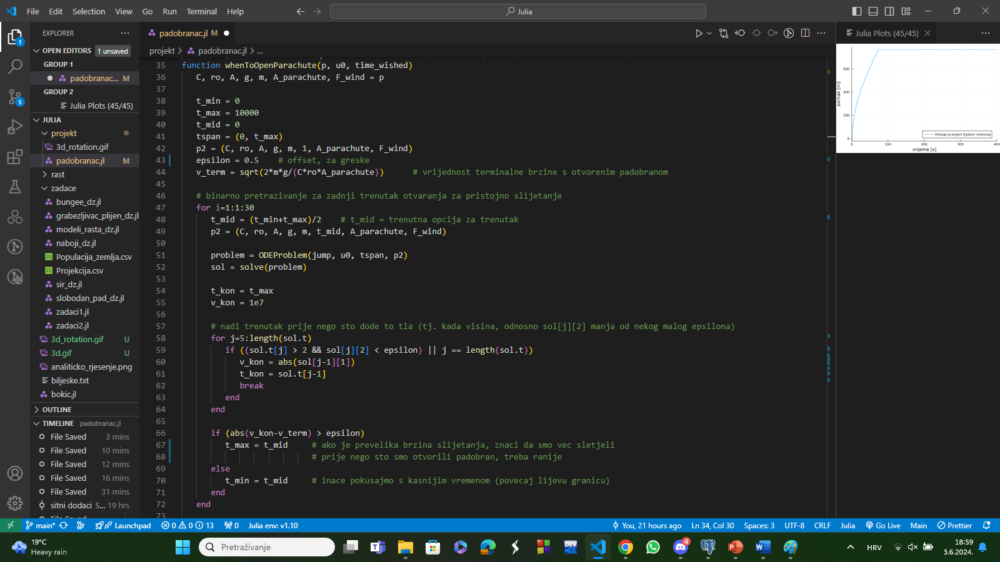 File Edit Selection View Go Run Terminal Help
Julia
EXPLORER
OPEN EDITORS 1 unsaved
GROUP 1
padobranac... M
GROUP 2
Julia Plots (45/45)
JULIA
projekt
3d_rotation.gif
padobranac.jl M
rast
zadace
bungee_dz.jl
grabezljivac_plijen_dz.jl
modeli_rasta_dz.jl
naboji_dz.jl
Populacija_zemlja.csv
Projekcija.csv
sir_dz.jl
slobodan_pad_dz.jl
zadaci1.jl
zadaci2.jl
3d_rotation.gif U
3d.gif U
analiticko_rjesenje.png
biljeske.txt
bokic.jl
OUTLINE
TIMELINE padobranac.jl
File Saved 3 mins
File Saved 10 mins
File Saved 12 mins
File Saved 16 mins
File Saved 31 mins
sitni dodaci S... 19 hrs
padobranac.jl M
projekt > padobranac.jl > ...
35 function whenToOpenParachute(p, u0, time_wished)
36 C, ro, A, g, m, A_parachute, F_wind = p
37
38 t_min = 0
39 t_max = 10000
40 t_mid = 0
41 tspan = (0, t_max)
42 p2 = (C, ro, A, g, m, 1, A_parachute, F_wind)
43 epsilon = 0.5 # offset, za greske
44 v_term = sqrt(2*m*g/(C*ro*A_parachute)) # vrijednost terminalne brzine s otvorenim padobranom
45
46 # binarno pretrazivanje za zadnji trenutak otvaranja za pristojno slijetanje
47 for i=1:1:30
48 t_mid = (t_min+t_max)/2 # t_mid = trenutna opcija za trenutak
49 p2 = (C, ro, A, g, m, t_mid, A_parachute, F_wind)
50
51 problem = ODEProblem(jump, u0, tspan, p2)
52 sol = solve(problem)
53
54 t_kon = t_max
55 v_kon = 1e7
56
57 # nadi trenutak prije nego sto dode to tla (tj. kada visina, odnosno sol[j][2] manja od nekog malog epsilona)
58 for j=5:length(sol.t)
59 if ((sol.t[j] > 2 && sol[j][2] < epsilon) || j == length(sol.t))
60 v_kon = abs(sol[j-1][1])
61 t_kon = sol.t[j-1]
62 break
63 end
64 end
65
66 if (abs(v_kon-v_term) > epsilon)
67 t_max = t_mid # ako je prevelika brzina slijetanja, znaci da smo vec sletjeli
68 # prije nego sto smo otvorili padobran, treba ranije
69 else
70 t_min = t_mid # inace pokusajmo s kasnijim vremenom (povecaj lijevu granicu)
71 end
72 end
73
Julia Plots (45/45)
pomak [m]
600
400
200
0
0 100 200 300 400
Polozaj (x-smjer) tijekom vremena
vrijeme [s]
1
5
main* Launchpad 0 0 13 0 Julia env: v1.10
You, 21 hours ago Ln 34, Col 30 Spaces: 3 UTF-8 CRLF Julia Go Live Main Prettier
19°C
Heavy rain
Pretraživanje
DEV
4
HRV
18:59
3.6.2024.